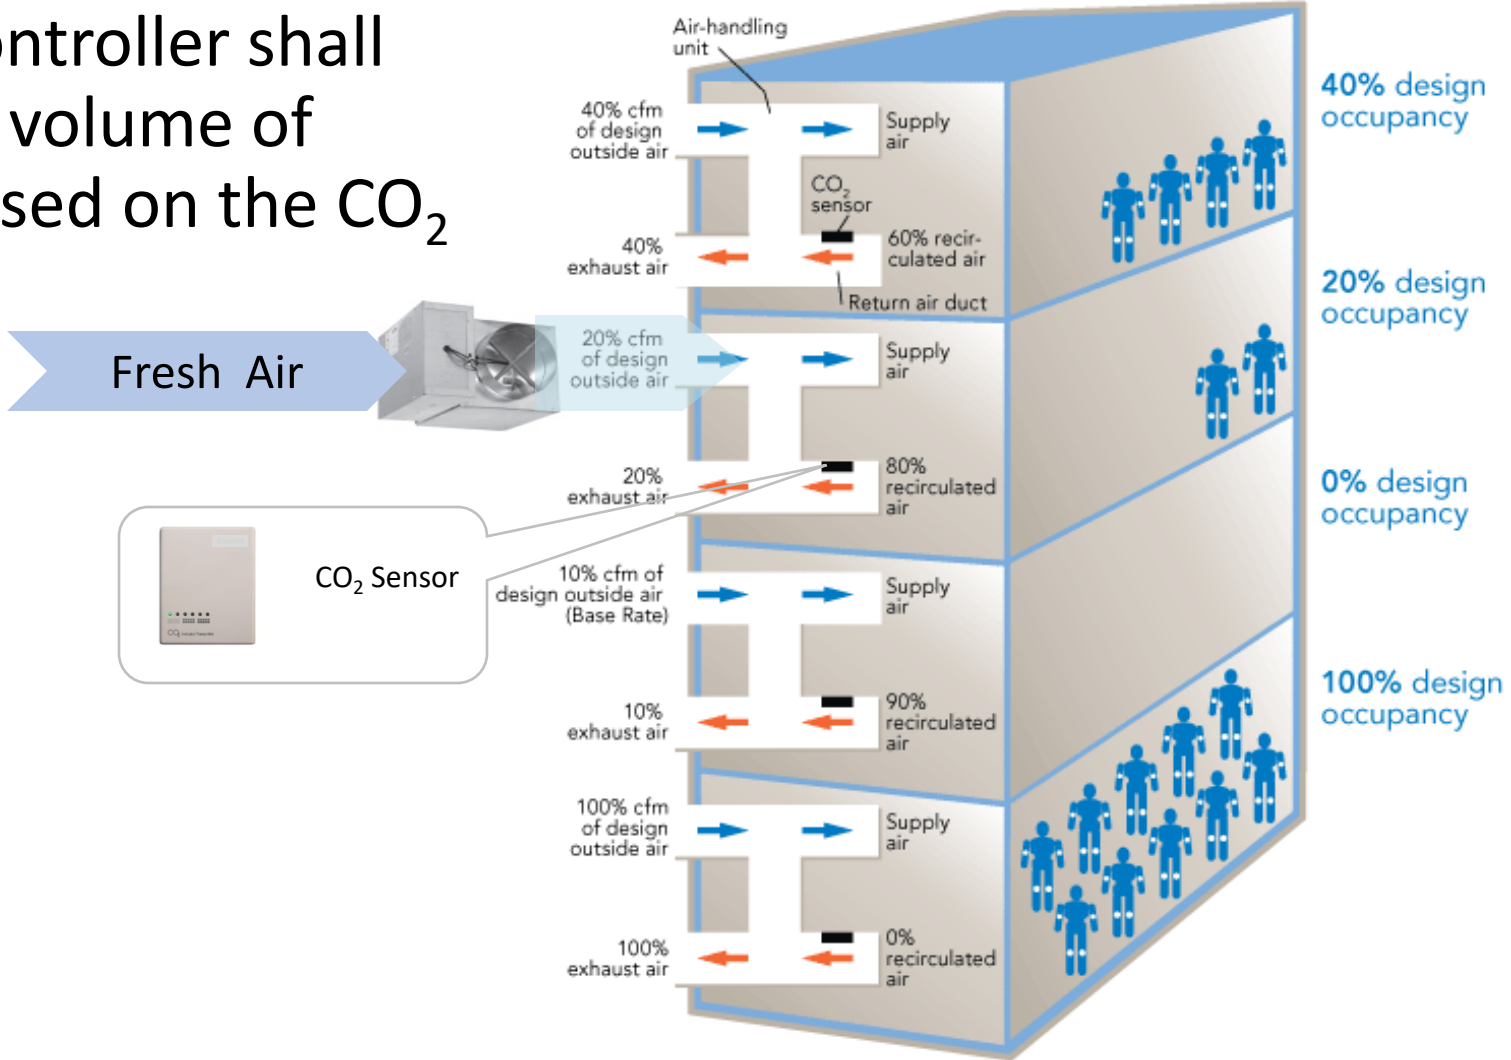 ontroller shall
volume of
sed on the CO2
Fresh Air
CO2 Sensor
Air-handling
unit
40% cfm
of design
outside air
Supply
air
CO2
sensor
40%
exhaust air
60% recir-
culated air
Return air duct
20% cfm
of design
outside air
Supply
air
20%
exhaust air
80%
recirculated
air
10% cfm of
design outside air
(Base Rate)
Supply
air
10%
exhaust air
90%
recirculated
air
100% cfm
of design
outside air
Supply
air
100%
exhaust air
0%
recirculated
air
40% design
occupancy
20% design
occupancy
0% design
occupancy
100% design
occupancy